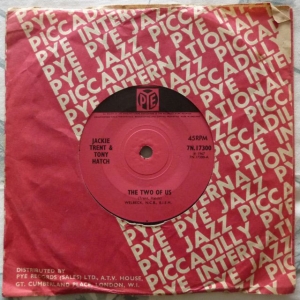 PYE INTERNATIONAL
PICCADILLY
PYE JAZZ
PYE
JACKIE
TRENT &
TONY
HATCH
45RPM
7N.17300
THE TWO OF US
DISTRIBUTED BY
PYE RECORDS (SALES) LTD., A.T.V. HOUSE,
GT. CUMBERLAND PLACE, LONDON, W.1.